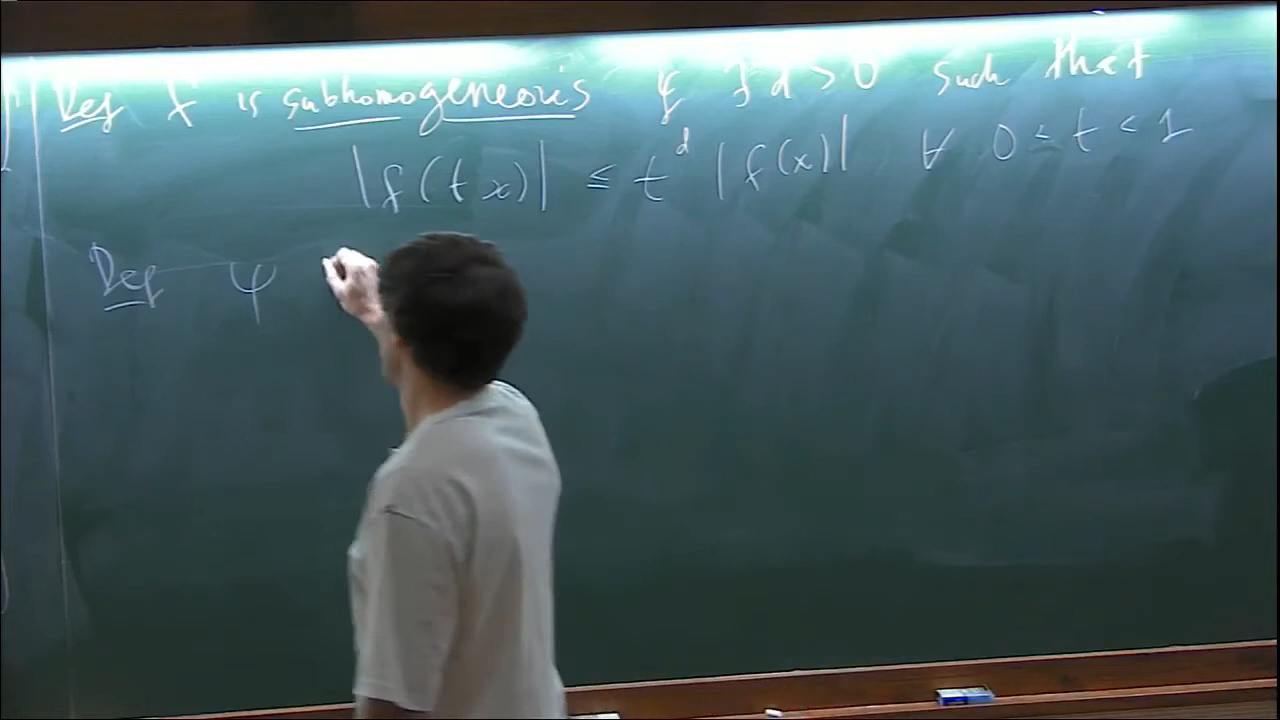 Def f is subhomogeneous if ∃ d > 0 such that
|f(tx)| ≤ t^d |f(x)| ∀ 0 ≤ t < 1
Def φ